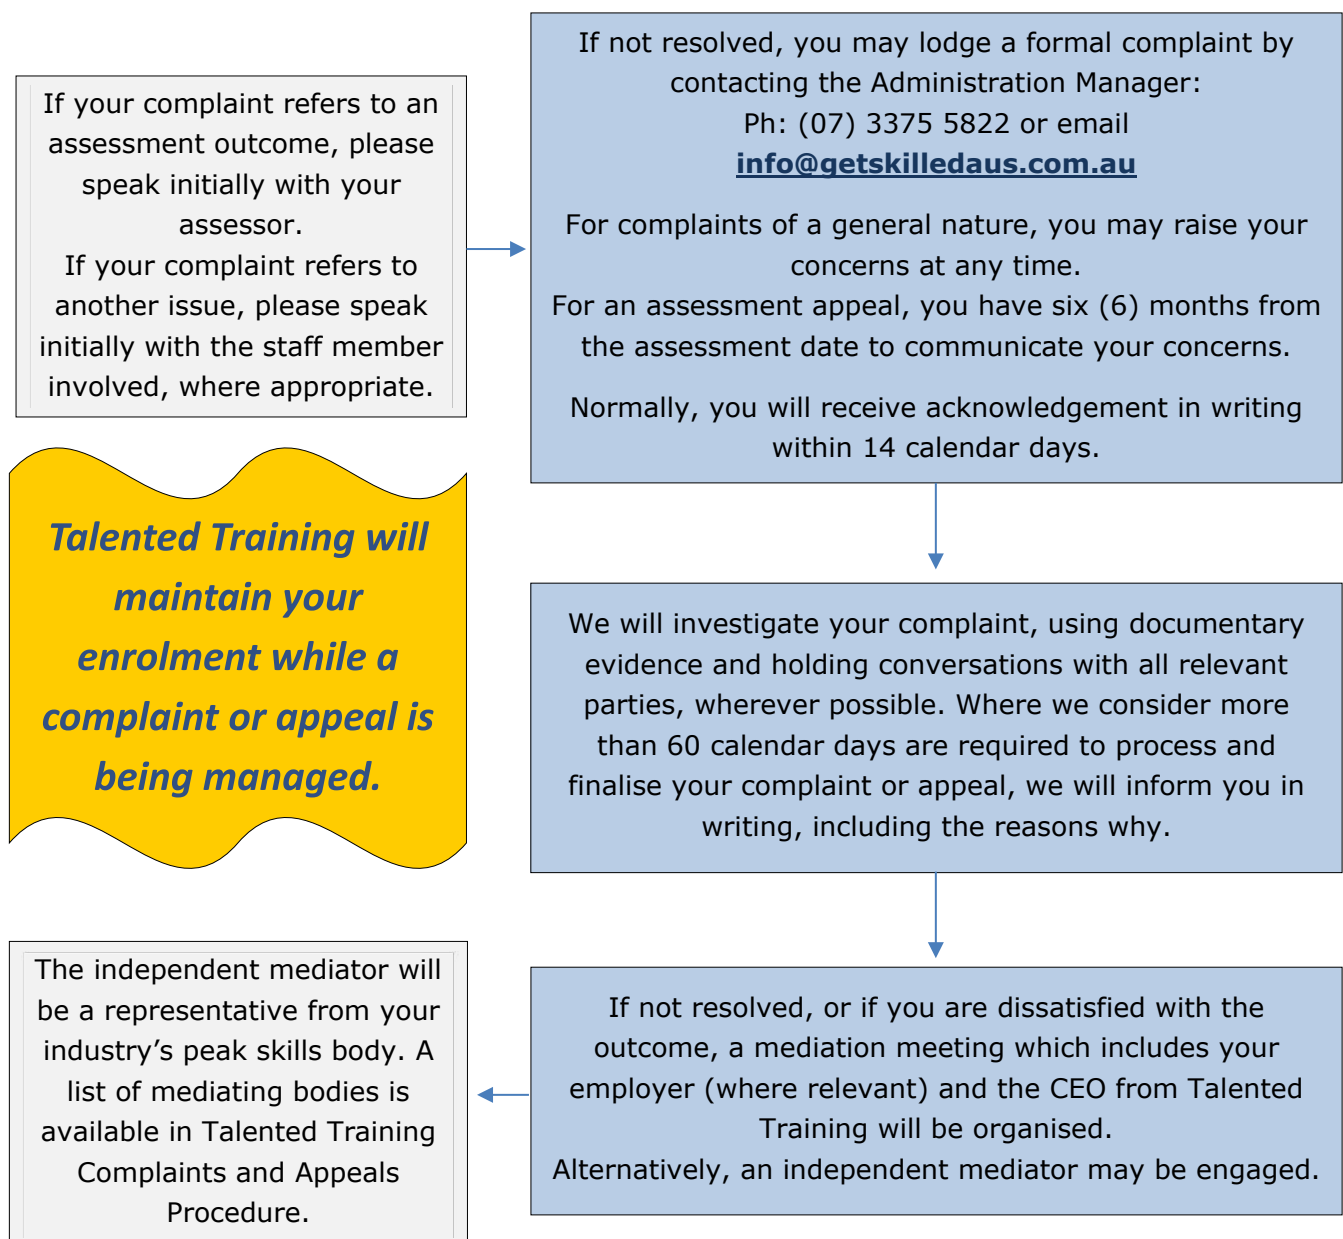 If your complaint refers to an
assessment outcome, please
speak initially with your
assessor.
If your complaint refers to
another issue, please speak
initially with the staff member
involved, where appropriate.
If not resolved, you may lodge a formal complaint by
contacting the Administration Manager:
Ph: (07) 3375 5822 or email
info@getskilledaus.com.au
For complaints of a general nature, you may raise your
concerns at any time.
For an assessment appeal, you have six (6) months from
the assessment date to communicate your concerns.
Normally, you will receive acknowledgement in writing
within 14 calendar days.
Talented Training will
maintain your
enrolment while a
complaint or appeal is
being managed.
We will investigate your complaint, using documentary
evidence and holding conversations with all relevant
parties, wherever possible. Where we consider more
than 60 calendar days are required to process and
finalise your complaint or appeal, we will inform you in
writing, including the reasons why.
If not resolved, or if you are dissatisfied with the
outcome, a mediation meeting which includes your
employer (where relevant) and the CEO from Talented
Training will be organised.
Alternatively, an independent mediator may be engaged.
The independent mediator will
be a representative from your
industry’s peak skills body. A
list of mediating bodies is
available in Talented Training
Complaints and Appeals
Procedure.